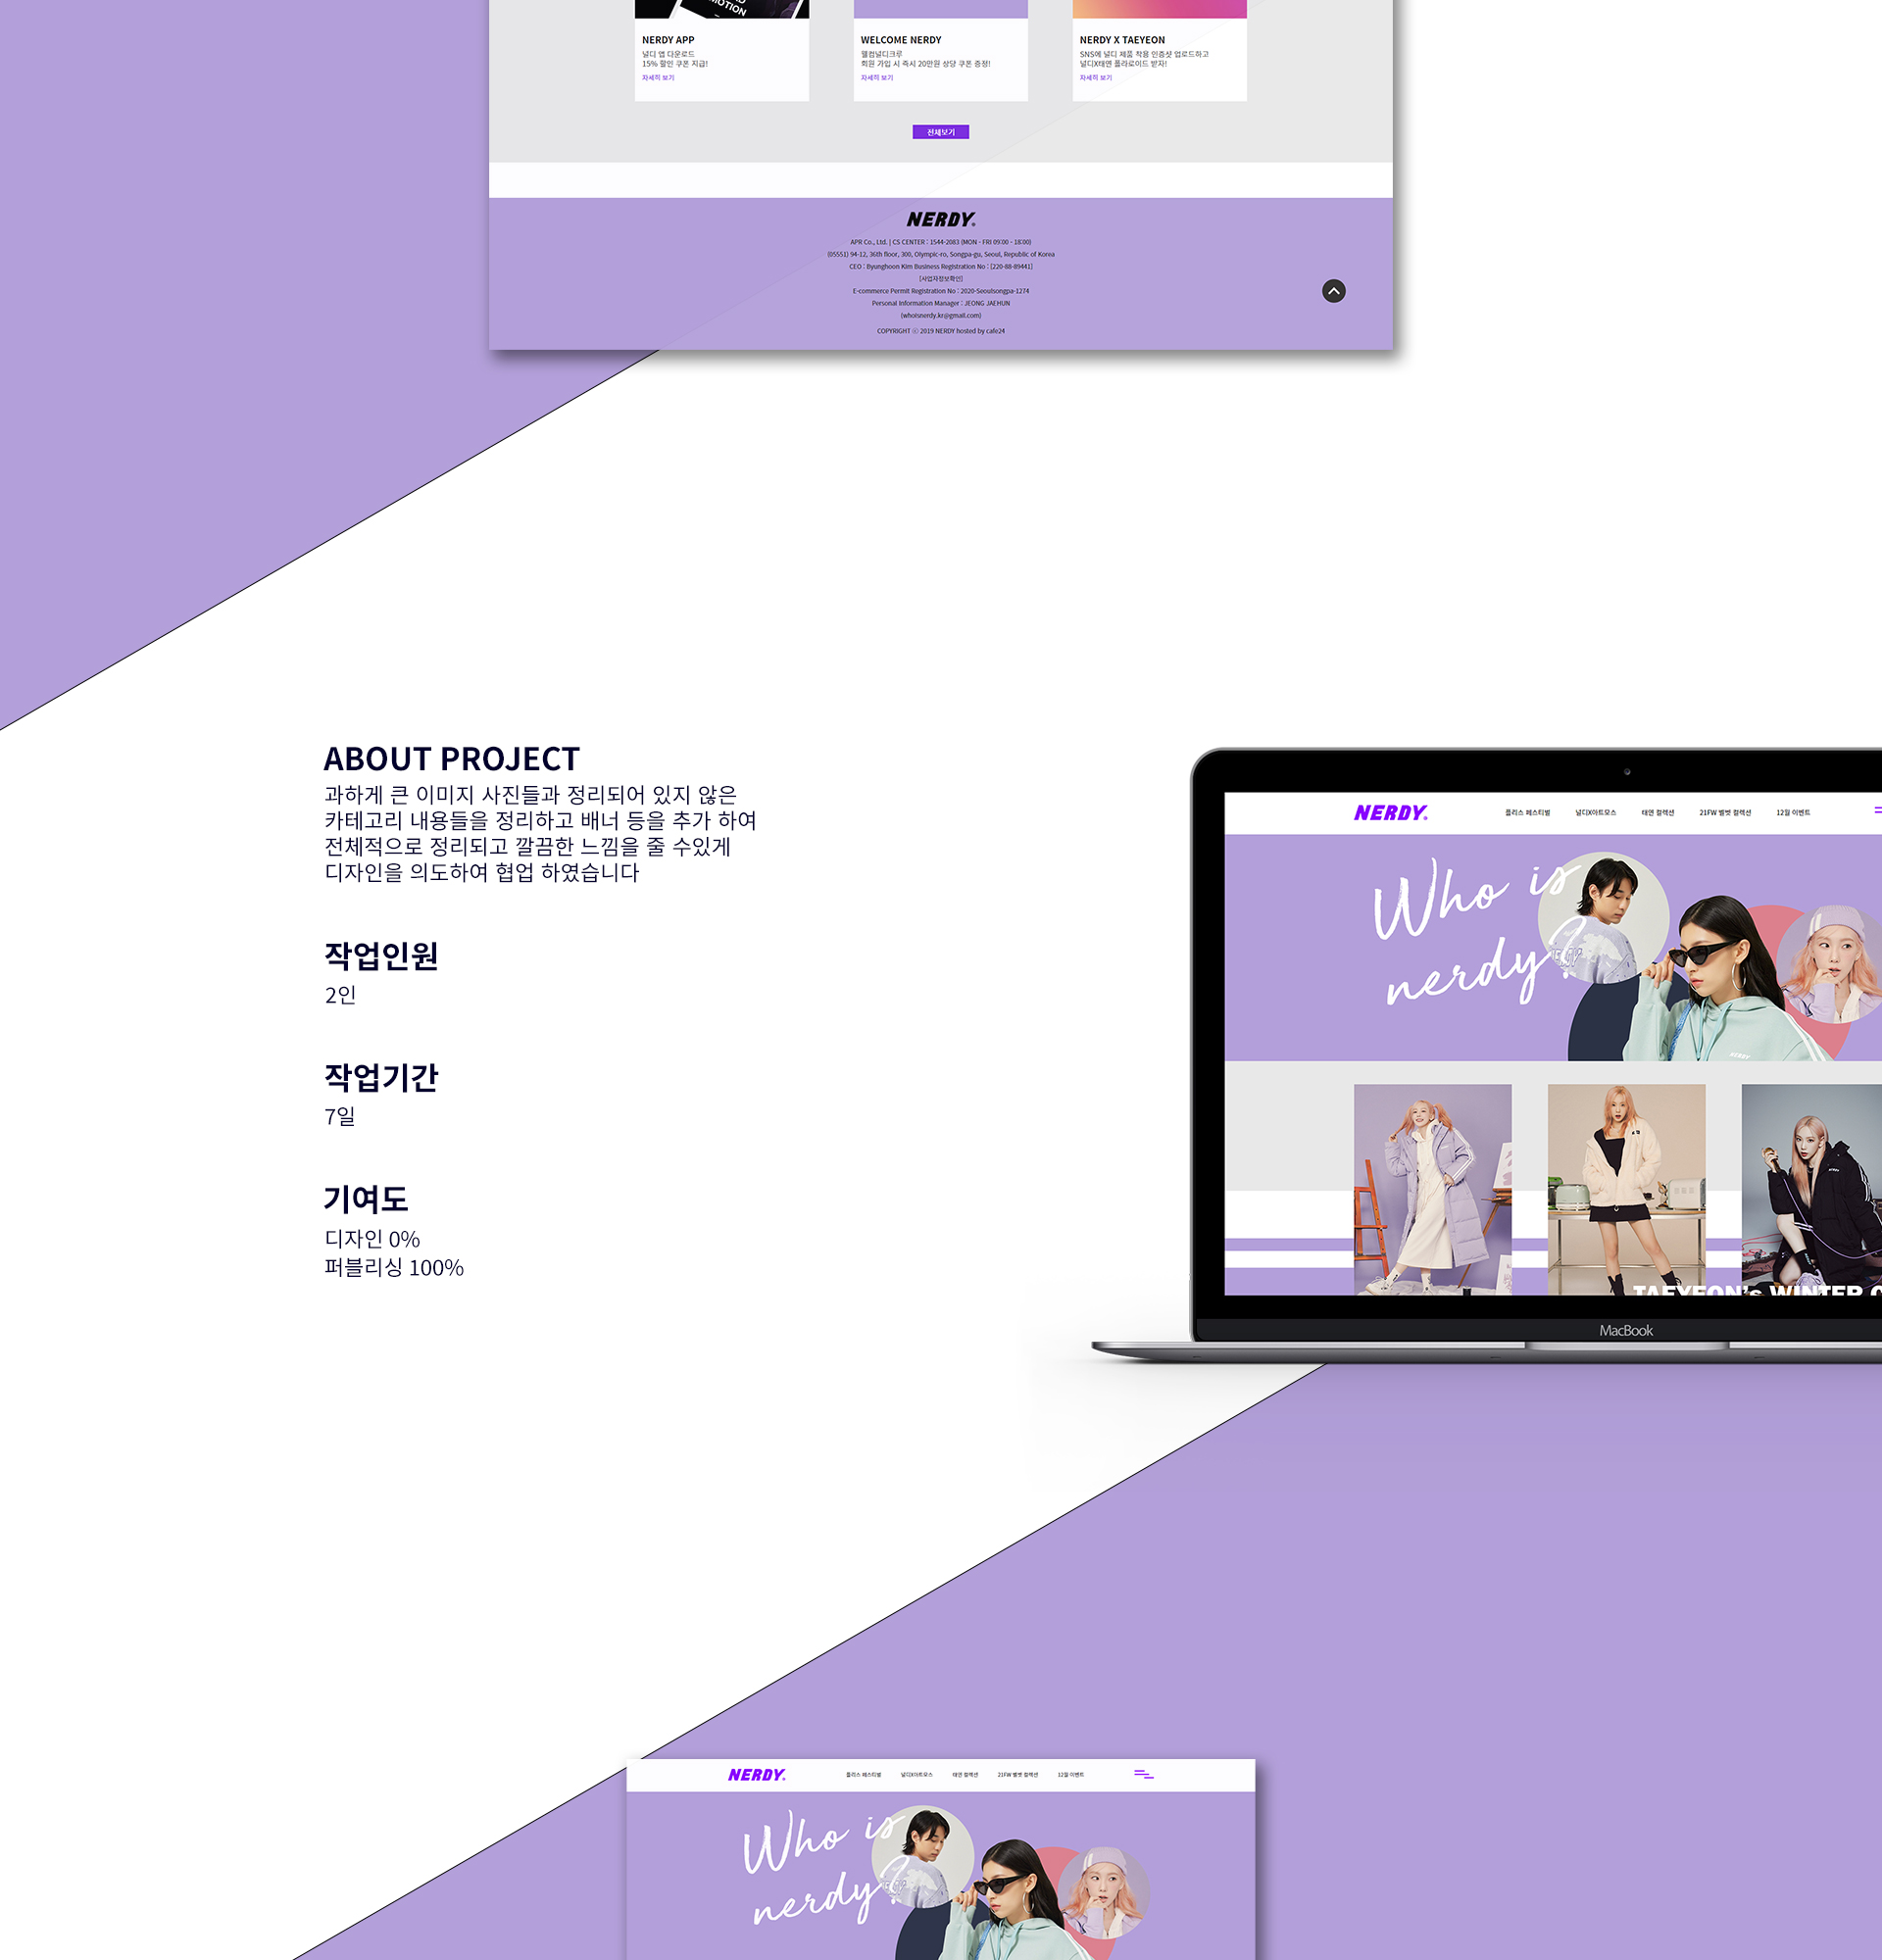 MOTION
NERDY APP
널디 앱 다운로드
15% 할인 쿠폰 지급!
자세히 보기
WELCOME NERDY
웰컴널디크루
회원 가입 시 즉시 20만원 상당 쿠폰 증정!
자세히 보기
NERDY X TAEYEON
SNS에 널디 제품 착용 인증샷 업로드하고
널디X태연 폴라로이드 받자!
자세히 보기
전체보기
NERDY
APR Co., Ltd. | CS CENTER : 1544-2083 (MON - FRI 09:00 - 18:00)
(05551) 94-12, 36th floor, 300, Olympic-ro, Songpa-gu, Seoul, Republic of Korea
CEO : Byunghoon Kim Business Registration No : [220-88-89441]
[사업자정보확인]
E-commerce Permit Registration No : 2020-Seoulsongpa-1274
Personal Information Manager : JEONG JAEHUN
(whoisnerdy.kr@gmail.com)
COPYRIGHT ⓒ 2019 NERDY hosted by cafe24
ABOUT PROJECT
과하게 큰 이미지 사진들과 정리되어 있지 않은
카테고리 내용들을 정리하고 배너 등을 추가 하여
전체적으로 정리되고 깔끔한 느낌을 줄 수있게
디자인을 의도하여 협업 하였습니다
작업인원
2인
작업기간
7일
기여도
디자인 0%
퍼블리싱 100%
NERDY
플리스 페스티벌 널디X아트모스 태연 컬렉션 21FW 벨벳 컬렉션 12월 이벤트
Who is
nerdy?
NERDY
TAEYEON's WINTER
MacBook
NERDY
플리스 페스티벌 널디X아트모스 태연 컬렉션 21FW 벨벳 컬렉션 12월 이벤트
Who is
nerdy?